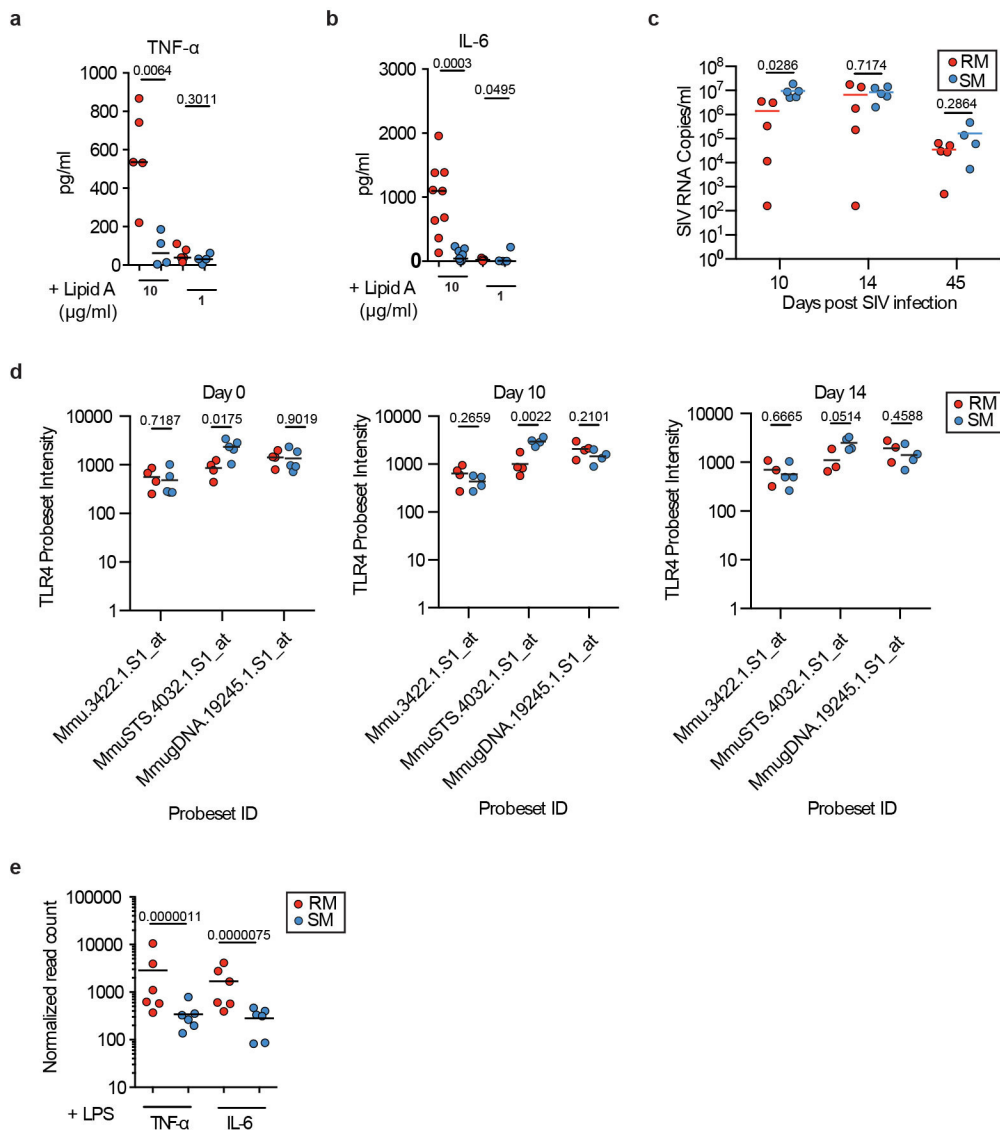 a
TNF-α
1000
800
600
400
200
0
pg/ml
0.0064
0.3011
+ Lipid A
(µg/ml)
10
1
b
IL-6
3000
2000
1000
0
pg/ml
0.0003
0.0495
+ Lipid A
(µg/ml)
10
1
c
RM
SM
10⁸
10⁷
10⁶
10⁵
10⁴
10³
10²
10¹
10⁰
SIV RNA Copies/ml
0.0286
0.7174
0.2864
10
14
45
Days post SIV infection
d
Day 0
10000
1000
100
10
1
TLR4 Probeset Intensity
0.7187
0.0175
0.9019
Mmu.3422.1.S1_at
MmuSTS.4032.1.S1_at
MmugDNA.19245.1.S1_at
Probeset ID
Day 10
10000
1000
100
10
1
TLR4 Probeset Intensity
0.2659
0.0022
0.2101
Mmu.3422.1.S1_at
MmuSTS.4032.1.S1_at
MmugDNA.19245.1.S1_at
Probeset ID
Day 14
10000
1000
100
10
1
TLR4 Probeset Intensity
0.6665
0.0514
0.4588
Mmu.3422.1.S1_at
MmuSTS.4032.1.S1_at
MmugDNA.19245.1.S1_at
Probeset ID
RM
SM
e
100000
10000
1000
100
10
Normalized read count
0.0000011
0.0000075
+ LPS
TNF-α
IL-6
RM
SM